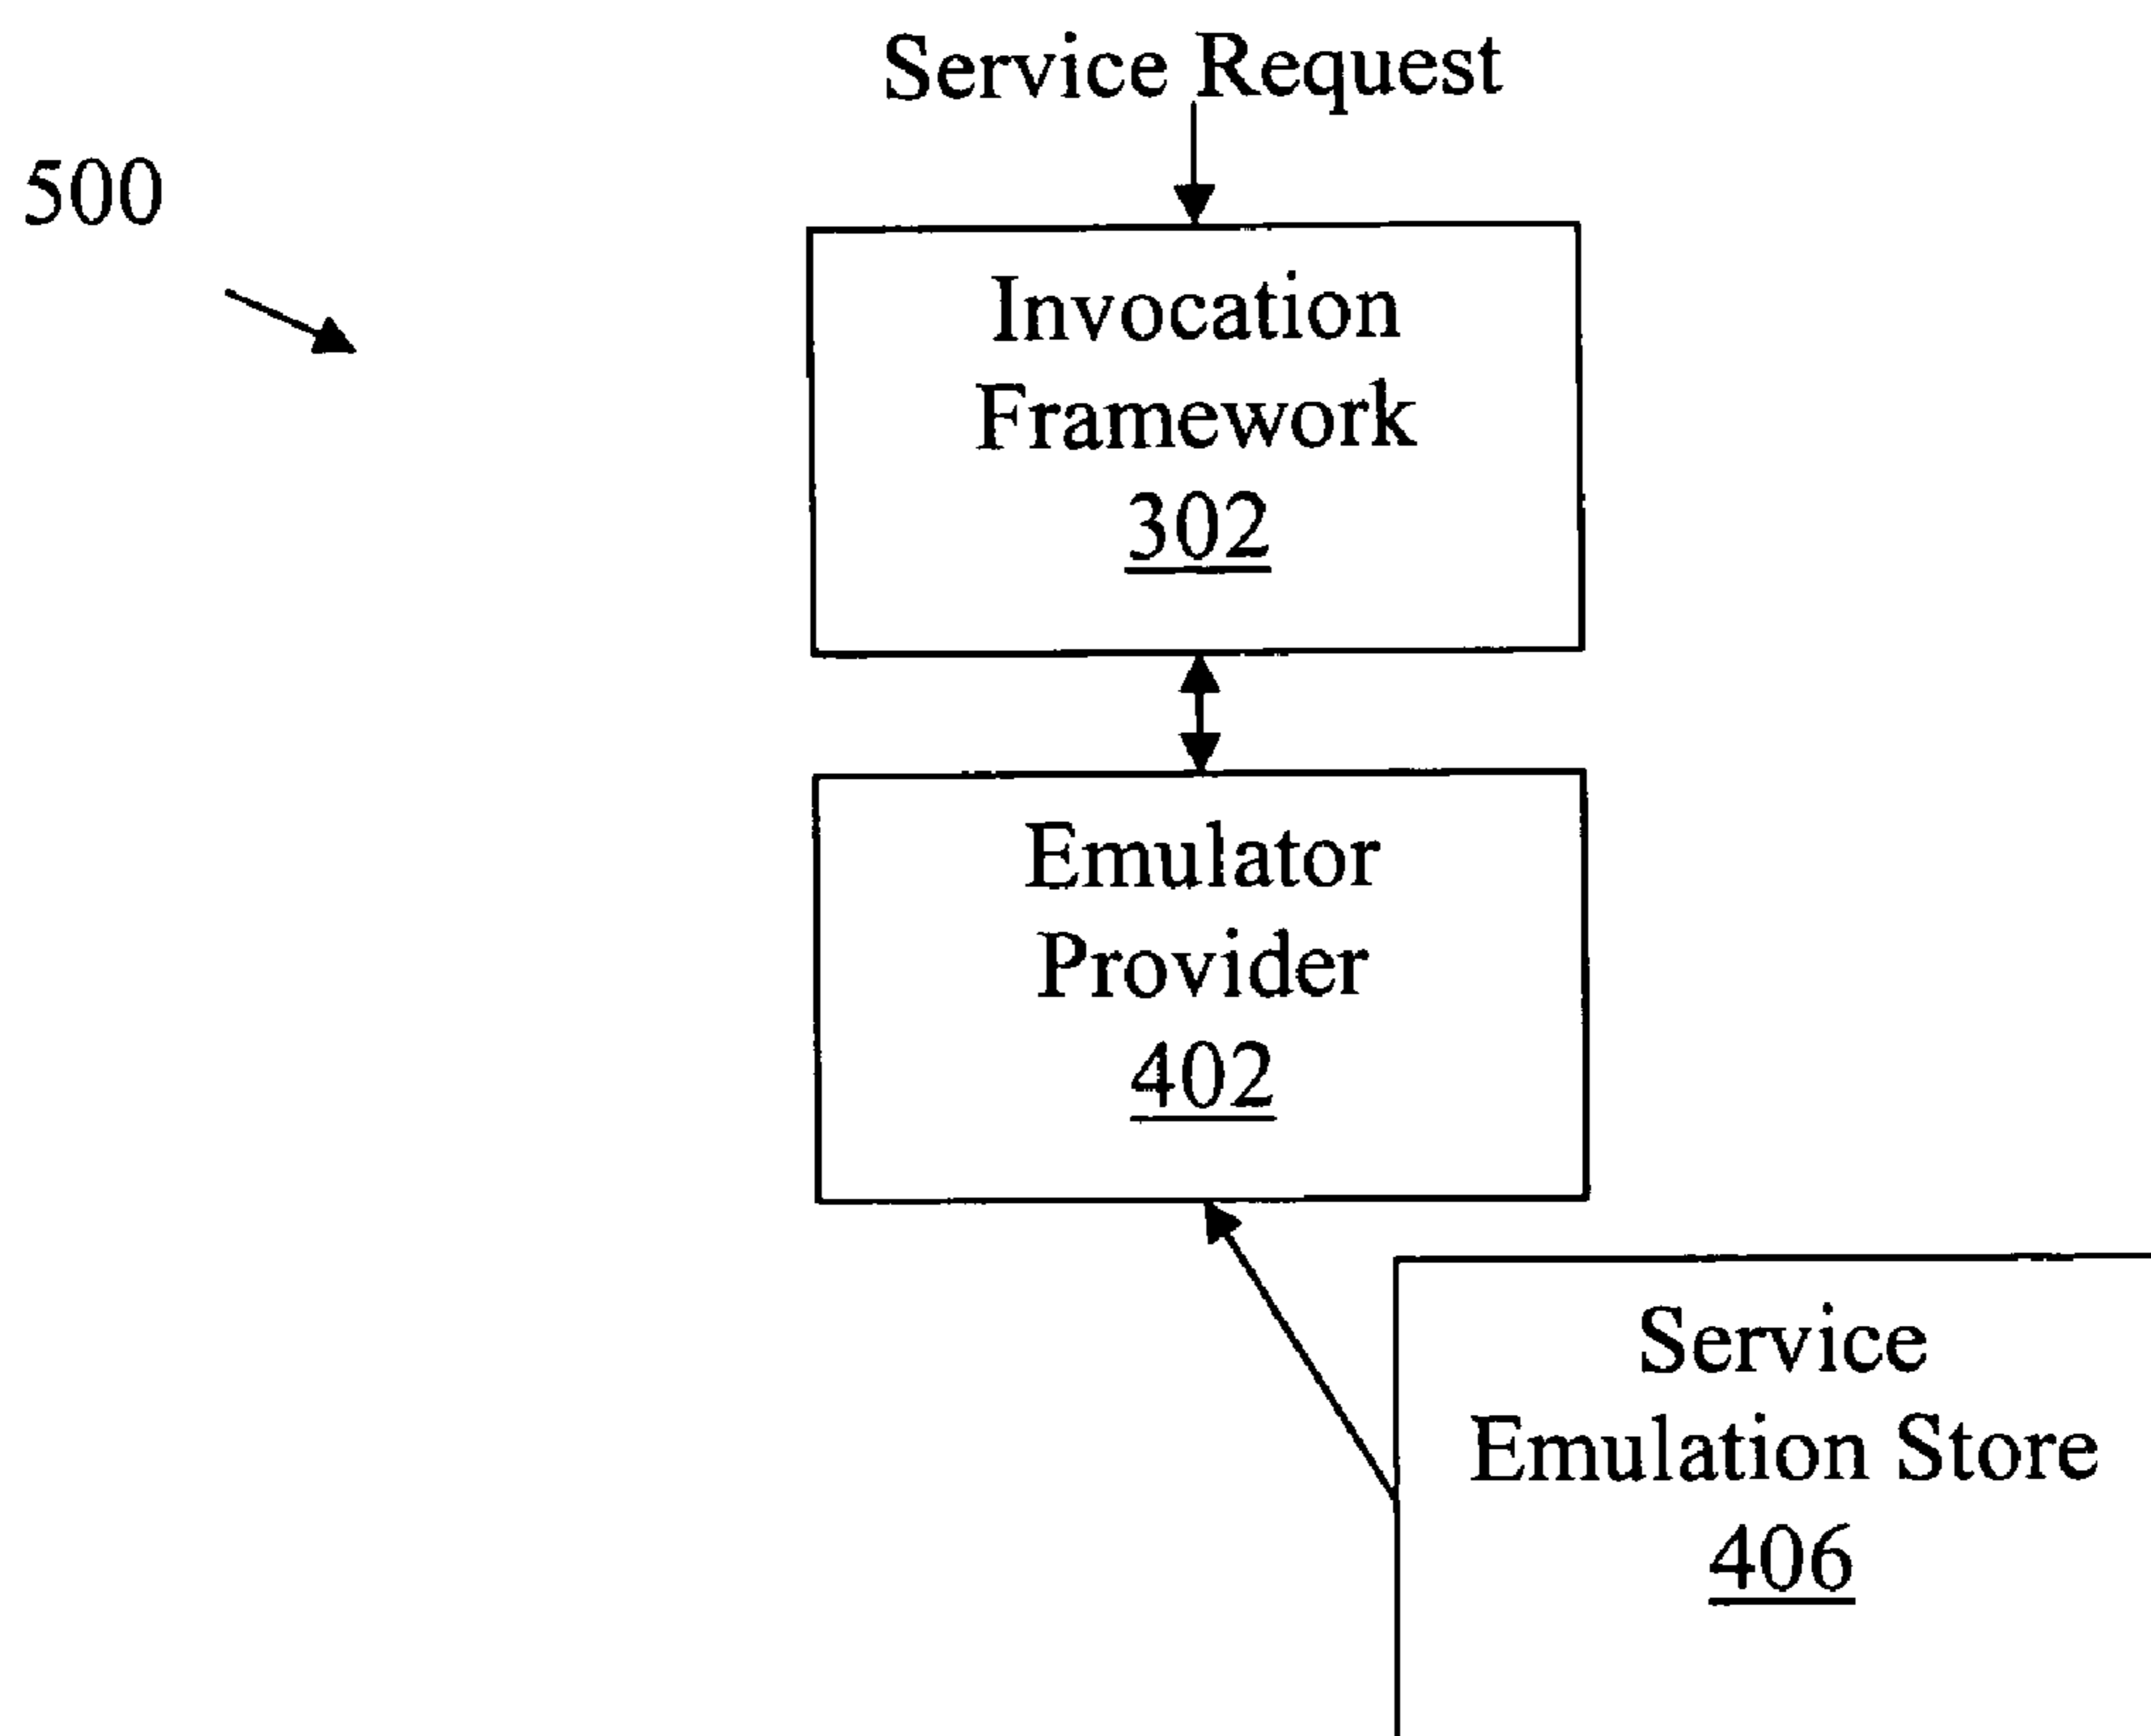 Service Request
500
Invocation
Framework
302
Emulator
Provider
402
Service
Emulation Store
406